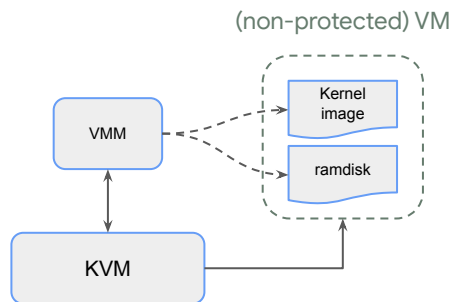 (non-protected) VM
Kernel
image
VMM
ramdisk
KVM